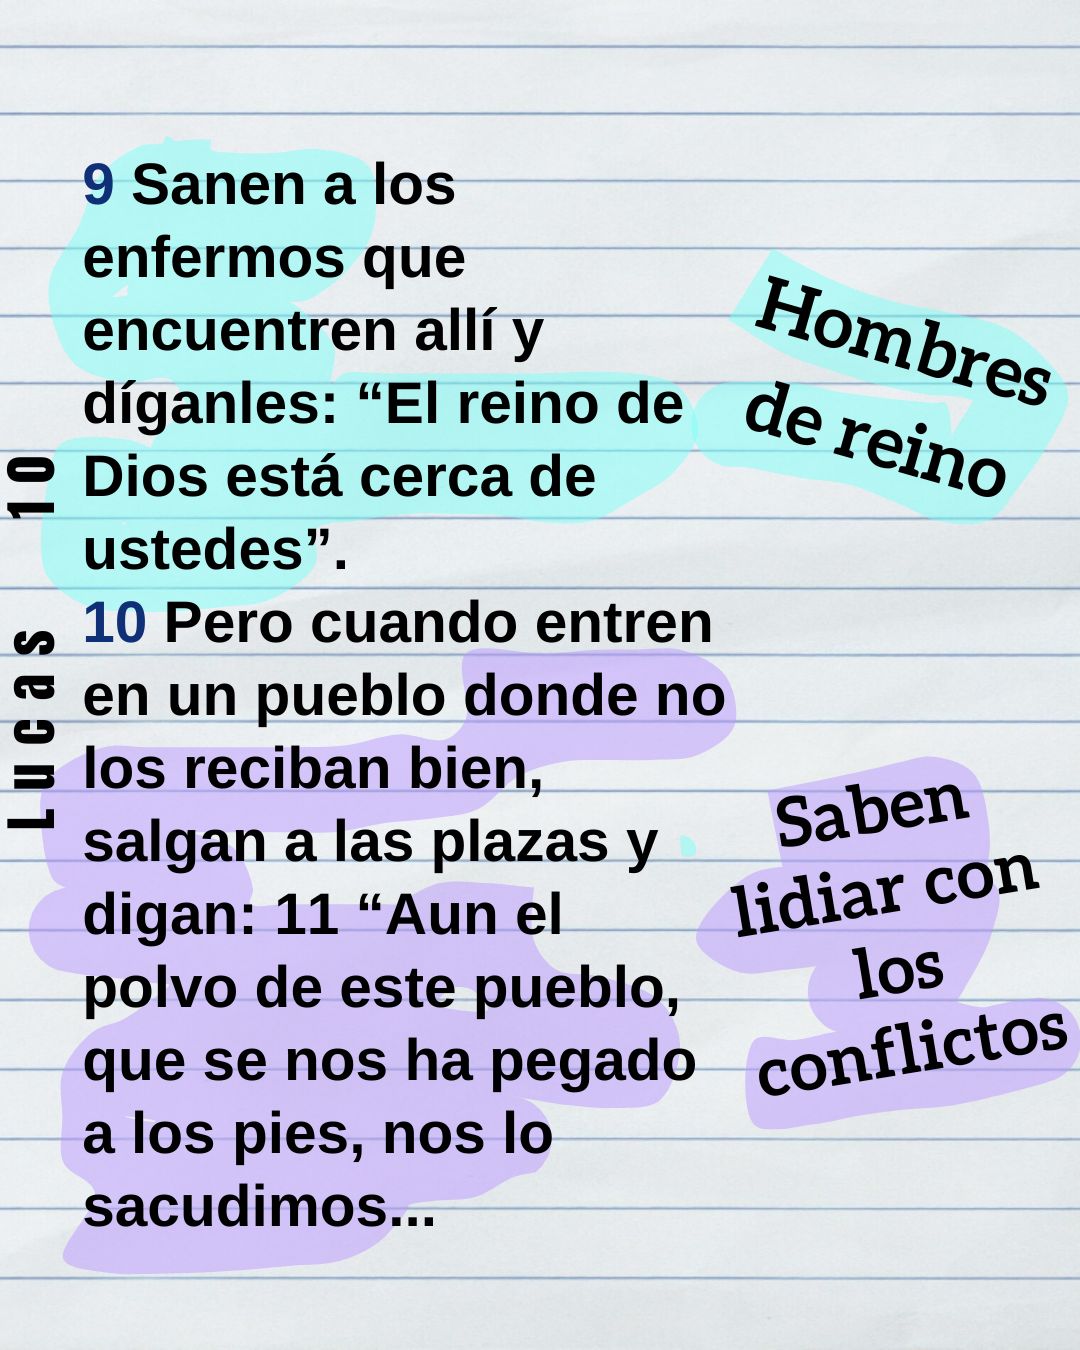 9 Sanen a los
enfermos que
encuentren allí y
díganles: “El reino de
Dios está cerca de
ustedes”.
10 Pero cuando entren
en un pueblo donde no
los reciban bien,
salgan a las plazas y
digan: 11 “Aun el
polvo de este pueblo,
que se nos ha pegado
a los pies, nos lo
sacudimos...
Hombres
de reino
Saben
lidiar con
los
conflictos
Lucas 10